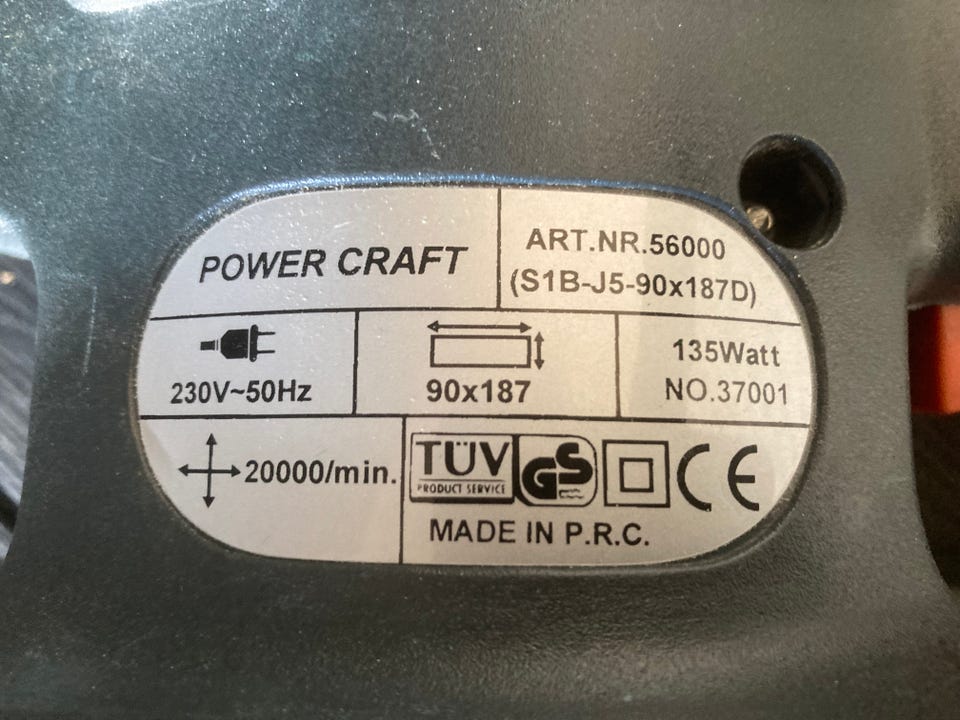 POWER CRAFT
ART.NR.56000
(S1B-J5-90x187D)
230V~50Hz
90x187
135Watt
NO.37001
20000/min.
TÜV
PRODUCT SERVICE
GS
CE
MADE IN P.R.C.